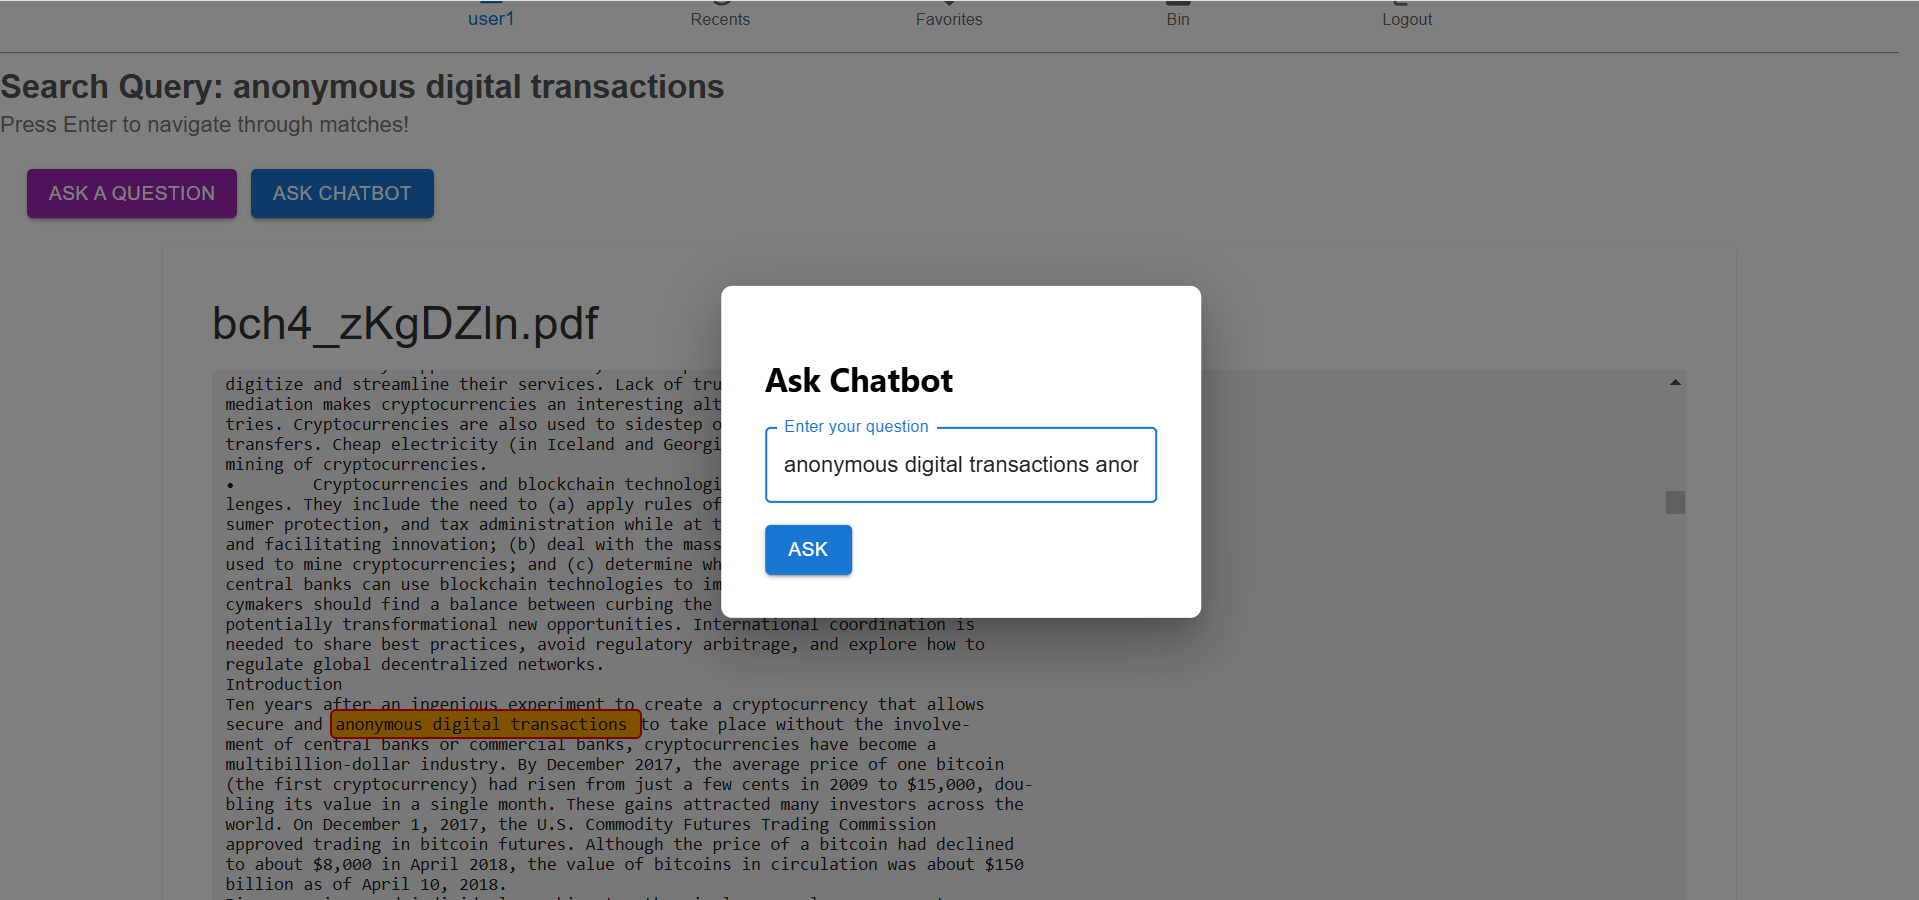 user1
Recents
Favorites
Bin
Logout
Search Query: anonymous digital transactions
Press Enter to navigate through matches!
ASK A QUESTION
ASK CHATBOT
bch4_zKgDZln.pdf
digitize and streamline their services. Lack of
mediation makes cryptocurrencies an interesting
tries. Cryptocurrencies are also used to sidestep
transfers. Cheap electricity (in Iceland and
mining of cryptocurrencies.
• Cryptocurrencies and blockchain
lenges. They include the need to (a) apply rules of
sumer protection, and tax administration while at
and facilitating innovation; (b) deal with the mass
used to mine cryptocurrencies; and (c) determine
central banks can use blockchain technologies to
cymakers should find a balance between curbing the
potentially transformational new opportunities. International coordination is
needed to share best practices, avoid regulatory arbitrage, and explore how to
regulate global decentralized networks.
Introduction
Ten years after an ingenious experiment to create a cryptocurrency that allows
secure and anonymous digital transactions to take place without the involve-
ment of central banks or commercial banks, cryptocurrencies have become a
multibillion-dollar industry. By December 2017, the average price of one bitcoin
(the first cryptocurrency) had risen from just a few cents in 2009 to $15,000, dou-
bling its value in a single month. These gains attracted many investors across the
world. On December 1, 2017, the U.S. Commodity Futures Trading Commission
approved trading in bitcoin futures. Although the price of a bitcoin had declined
to about $8,000 in April 2018, the value of bitcoins in circulation was about $150
billion as of April 10, 2018.
Ask Chatbot
Enter your question
anonymous digital transactions
ASK